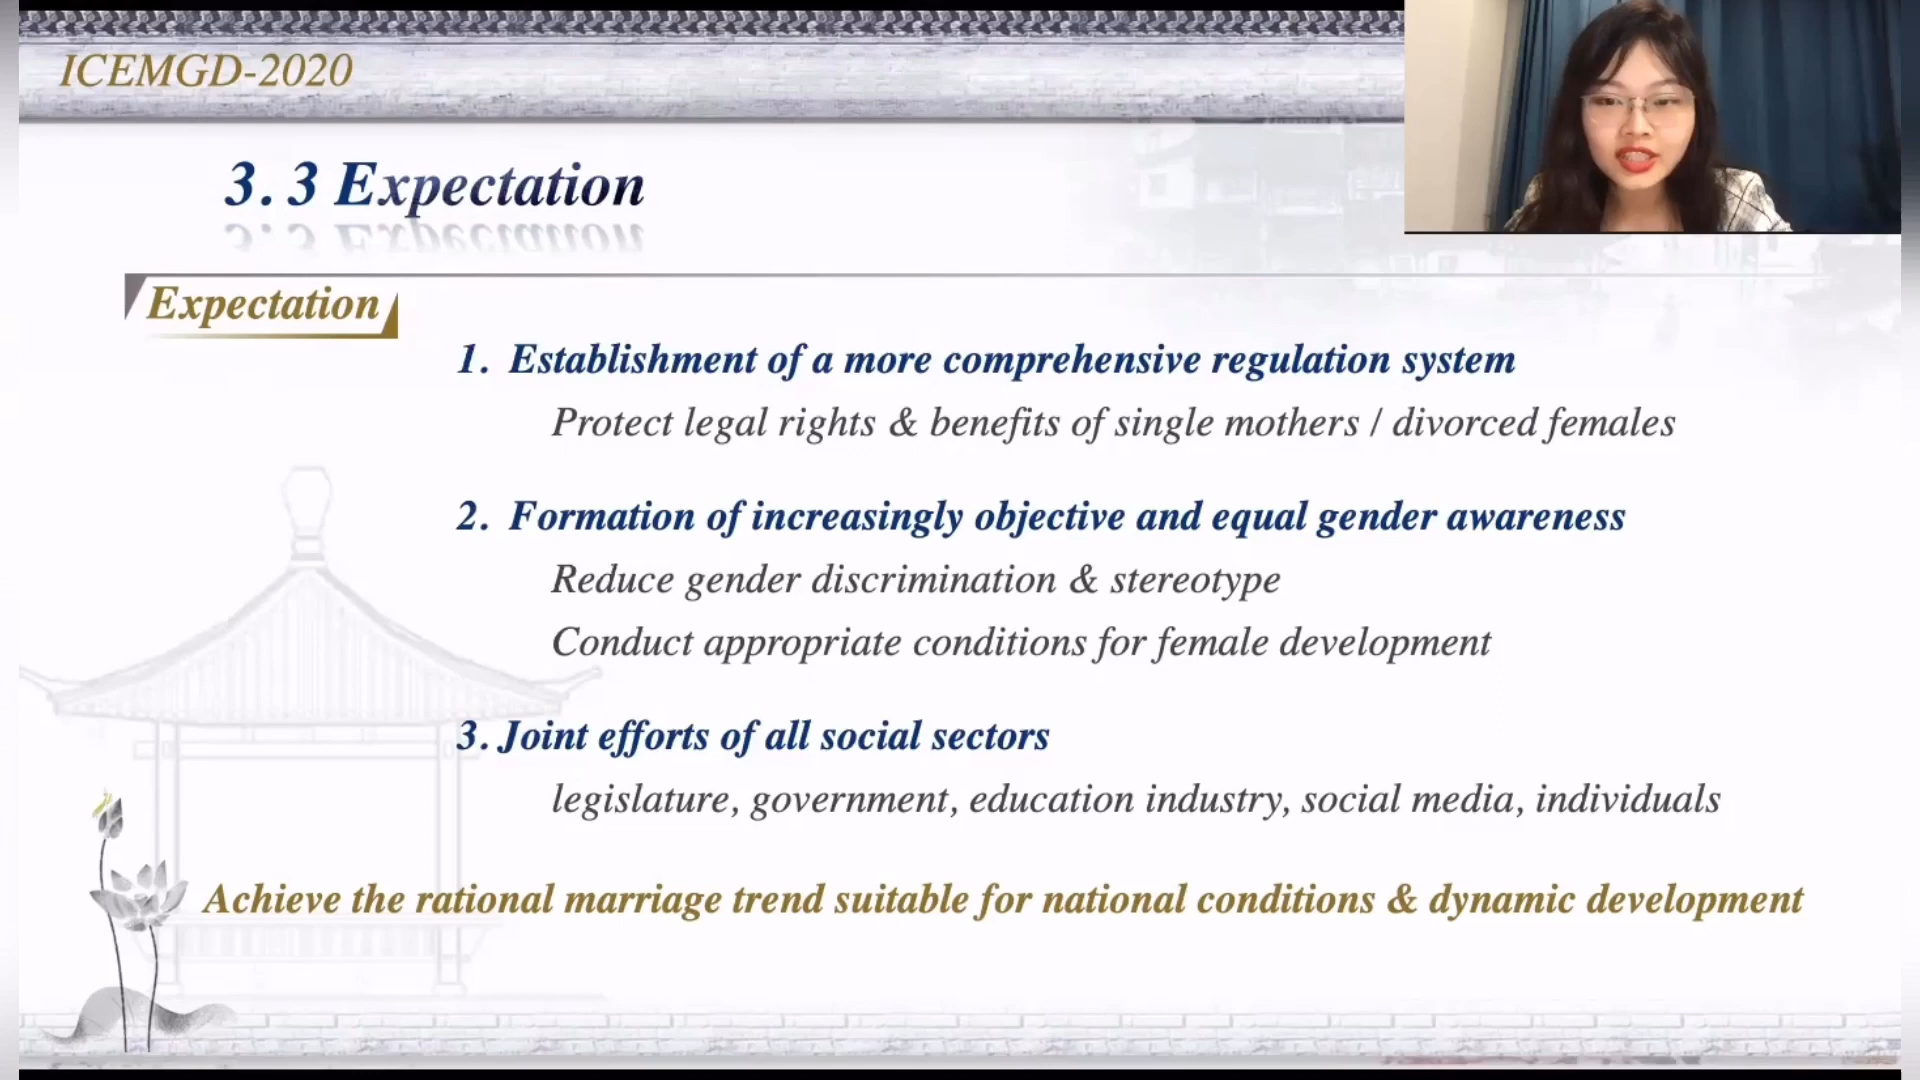 ICEMGD-2020
3.3 Expectation
Expectation
1. Establishment of a more comprehensive regulation system
Protect legal rights & benefits of single mothers / divorced females
2. Formation of increasingly objective and equal gender awareness
Reduce gender discrimination & stereotype
Conduct appropriate conditions for female development
3. Joint efforts of all social sectors
legislature, government, education industry, social media, individuals
Achieve the rational marriage trend suitable for national conditions & dynamic development